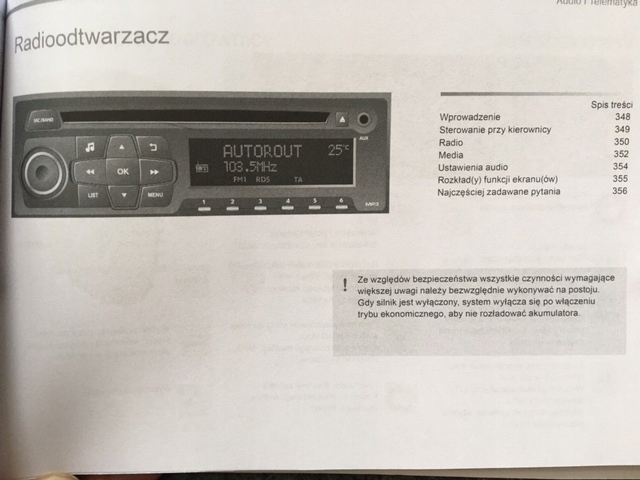 Audio i Telematyka
Radioodtwarzacz
SRC/BAND
AUX
AUTOROUT 25°C
103.5MHz
FM1 RDS TA
OK
LIST
MENU
1 2 3 4 5 6
MP3
Spis treści
Wprowadzenie 348
Sterowanie przy kierownicy 349
Radio 350
Media 352
Ustawienia audio 354
Rozkład(y) funkcji ekranu(ów) 355
Najczęściej zadawane pytania 356
! Ze względów bezpieczeństwa wszystkie czynności wymagające
większej uwagi należy bezwzględnie wykonywać na postoju.
Gdy silnik jest wyłączony, system wyłącza się po włączeniu
trybu ekonomicznego, aby nie rozładować akumulatora.